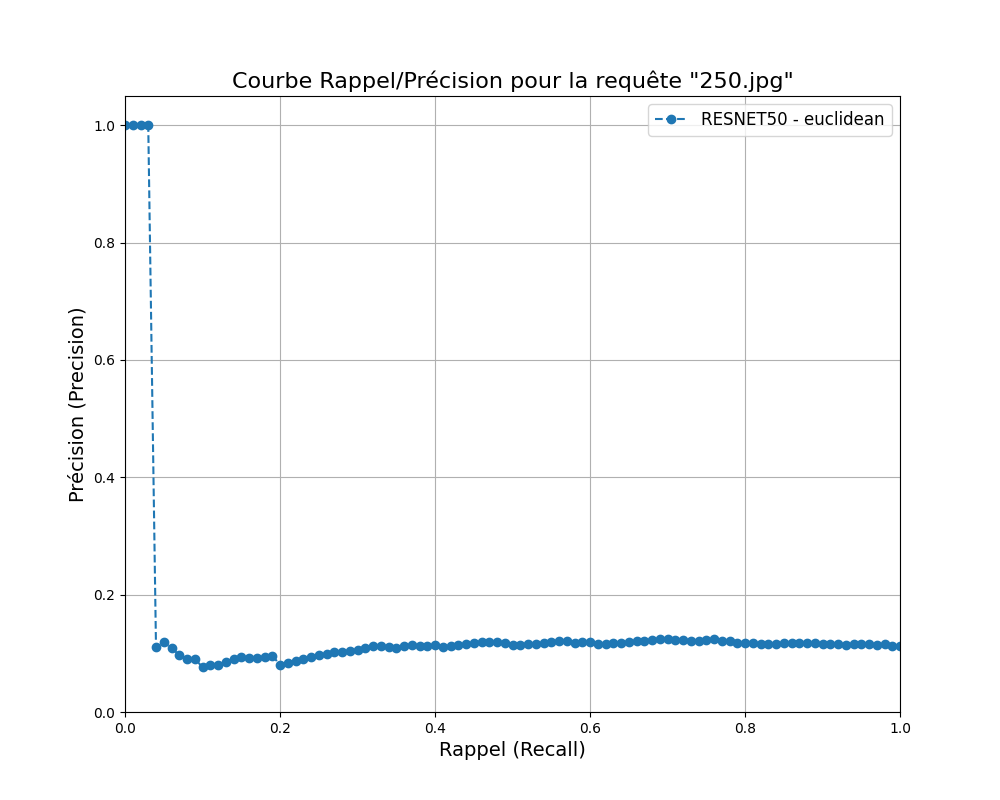 Courbe Rappel/Précision pour la requête "250.jpg"
RESNET50 - euclidean
1.0
0.8
0.6
0.4
0.2
0.0
Précision (Precision)
0.0 0.2 0.4 0.6 0.8 1.0
Rappel (Recall)